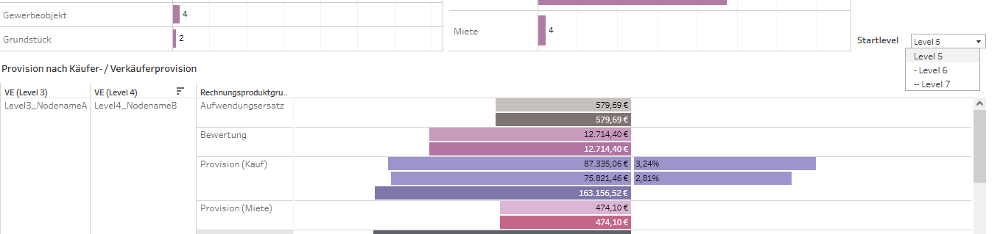 Gewerbeobjekt 4
Grundstück 2
Miete 4
Startlevel Level 5
Level 5
- Level 6
-- Level 7
Provision nach Käufer- / Verkäuferprovision
VE (Level 3) VE (Level 4) Rechnungsproduktgru..
Level3_NodenameA Level4_NodenameB Aufwendungsersatz 579,69 €
579,69 €
Bewertung 12.714,40 €
12.714,40 €
Provision (Kauf) 87.335,06 € 3,24%
75.821,46 € 2,81%
163.156,52 €
Provision (Miete) 474,10 €
474,10 €